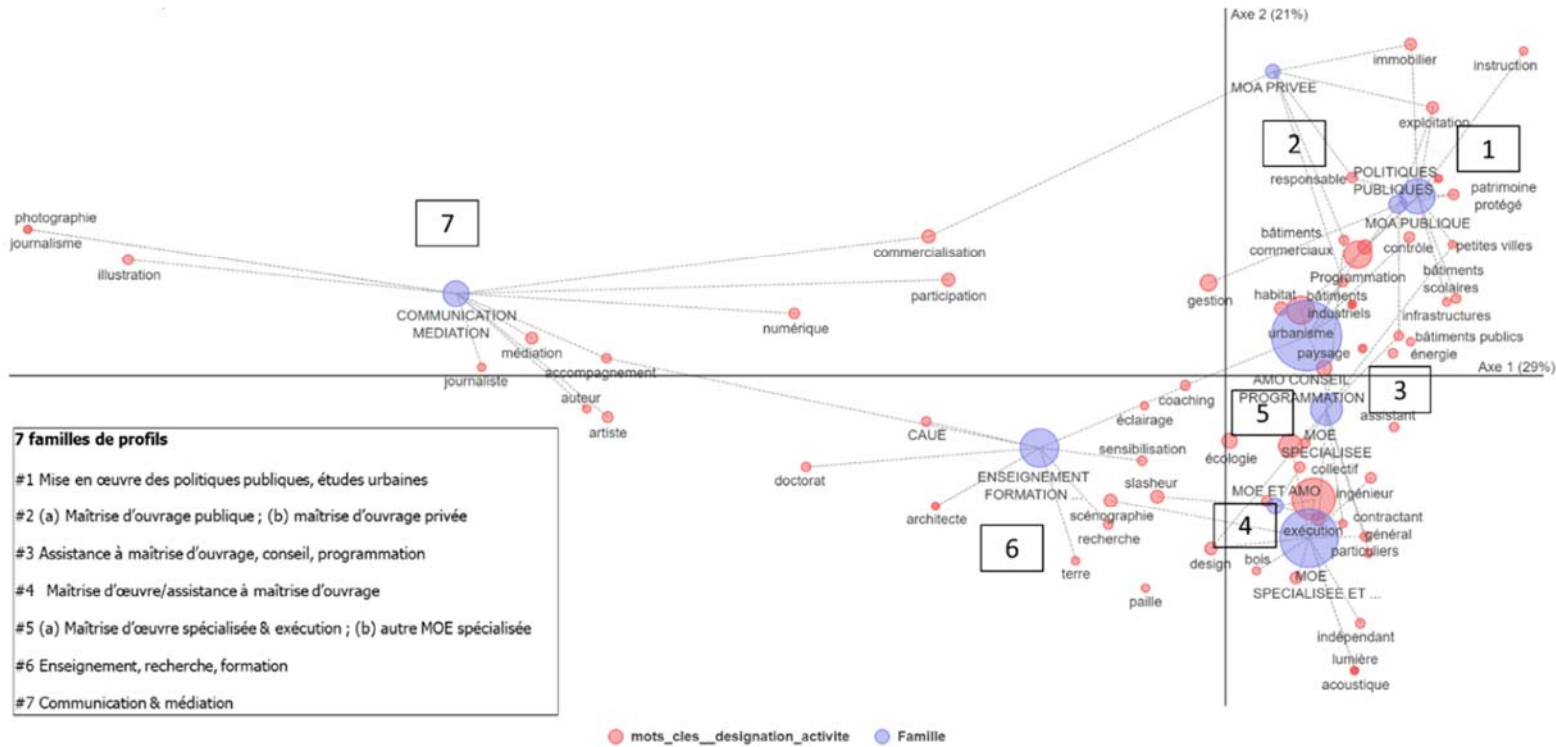 Axe 2 (21%)
immobilier
instruction
MOA PRIVEE
exploitation
2
1
POLITIQUES
PUBLIQUES
responsable
patrimoine
protégé
MOA PUBLIQUE
photographie
journalisme
7
illustration
commercialisation
bâtiments
commerciaux
contrôle
petites villes
Programmation
bâtiments
scolaires
participation
gestion
habitat
bâtiments
industriels
infrastructures
COMMUNICATION
MEDIATION
numérique
urbanisme
bâtiments publics
médiation
paysage
énergie
accompagnement
Axe 1 (29%)
journaliste
AMO CONSEIL
PROGRAMMATION
coaching
3
auteur
éclairage
5
assistant
artiste
CAUE
MOE
SPECIALISEE
écologie
sensibilisation
collectif
doctorat
ENSEIGNEMENT
FORMATION ...
slasheur
MOE ET AMO
ingénieur
architecte
scénographie
4
contractant
général
exécution
recherche
6
particuliers
design
bois
terre
MOE
SPECIALISEE ET ...
paille
indépendant
lumière
acoustique
7 familles de profils
#1 Mise en œuvre des politiques publiques, études urbaines
#2 (a) Maîtrise d'ouvrage publique ; (b) maîtrise d'ouvrage privée
#3 Assistance à maîtrise d'ouvrage, conseil, programmation
#4 Maîtrise d'œuvre/assistance à maîtrise d'ouvrage
#5 (a) Maîtrise d'œuvre spécialisée & exécution ; (b) autre MOE spécialisée
#6 Enseignement, recherche, formation
#7 Communication & médiation
mots_cles__designation_activite
Famille